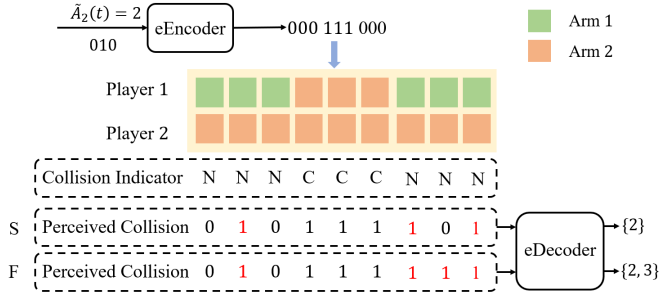 Ã₂(t) = 2
010
eEncoder
000 111 000
Arm 1
Arm 2
Player 1
Player 2
Collision Indicator N N N C C C N N N
S Perceived Collision 0 1 0 1 1 1 1 0 1
F Perceived Collision 0 1 0 1 1 1 1 1 1
eDecoder
{2}
{2, 3}